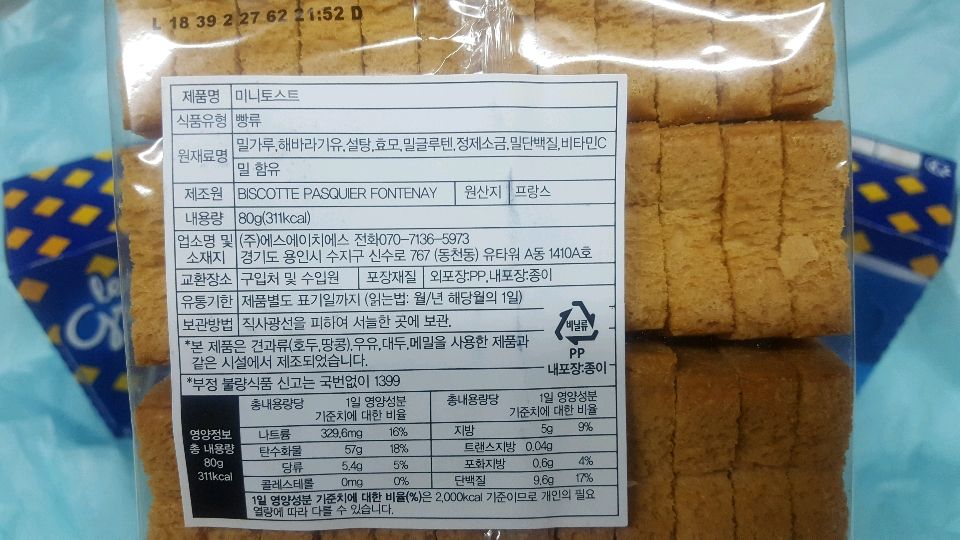 L 18 39 2 27 62 21:52 D
제품명 미니토스트
식품유형 빵류
원재료명 밀가루,해바라기유,설탕,효모,밀글루텐,정제소금,밀단백질,비타민C
밀 함유
제조원 BISCOTTE PASQUIER FONTENAY 원산지 프랑스
내용량 80g(311kcal)
업소명 및 소재지 (주)에스에이치에스 전화070-7136-5973
경기도 용인시 수지구 신수로 767 (동천동) 유타워 A동 1410A호
교환장소 구입처 및 수입원 포장재질 외포장:PP,내포장:종이
유통기한 제품별도 표기일까지 (읽는법: 월/년 해당월의 1일)
보관방법 직사광선을 피하여 서늘한 곳에 보관.
비닐류
PP
내포장:종이
*본 제품은 견과류(호두,땅콩),우유,대두,메밀을 사용한 제품과
같은 시설에서 제조되었습니다.
*부정 불량식품 신고는 국번없이 1399
영양정보
총 내용량
80g
311kcal
총내용량당 1일 영양성분 기준치에 대한 비율 총내용량당 1일 영양성분 기준치에 대한 비율
나트륨 329.6mg 16% 지방 5g 9%
탄수화물 57g 18% 트랜스지방 0.04g
당류 5.4g 5% 포화지방 0.6g 4%
콜레스테롤 0mg 0% 단백질 9.6g 17%
1일 영양성분 기준치에 대한 비율(%)은 2,000kcal 기준이므로 개인의 필요
열량에 따라 다를 수 있습니다.